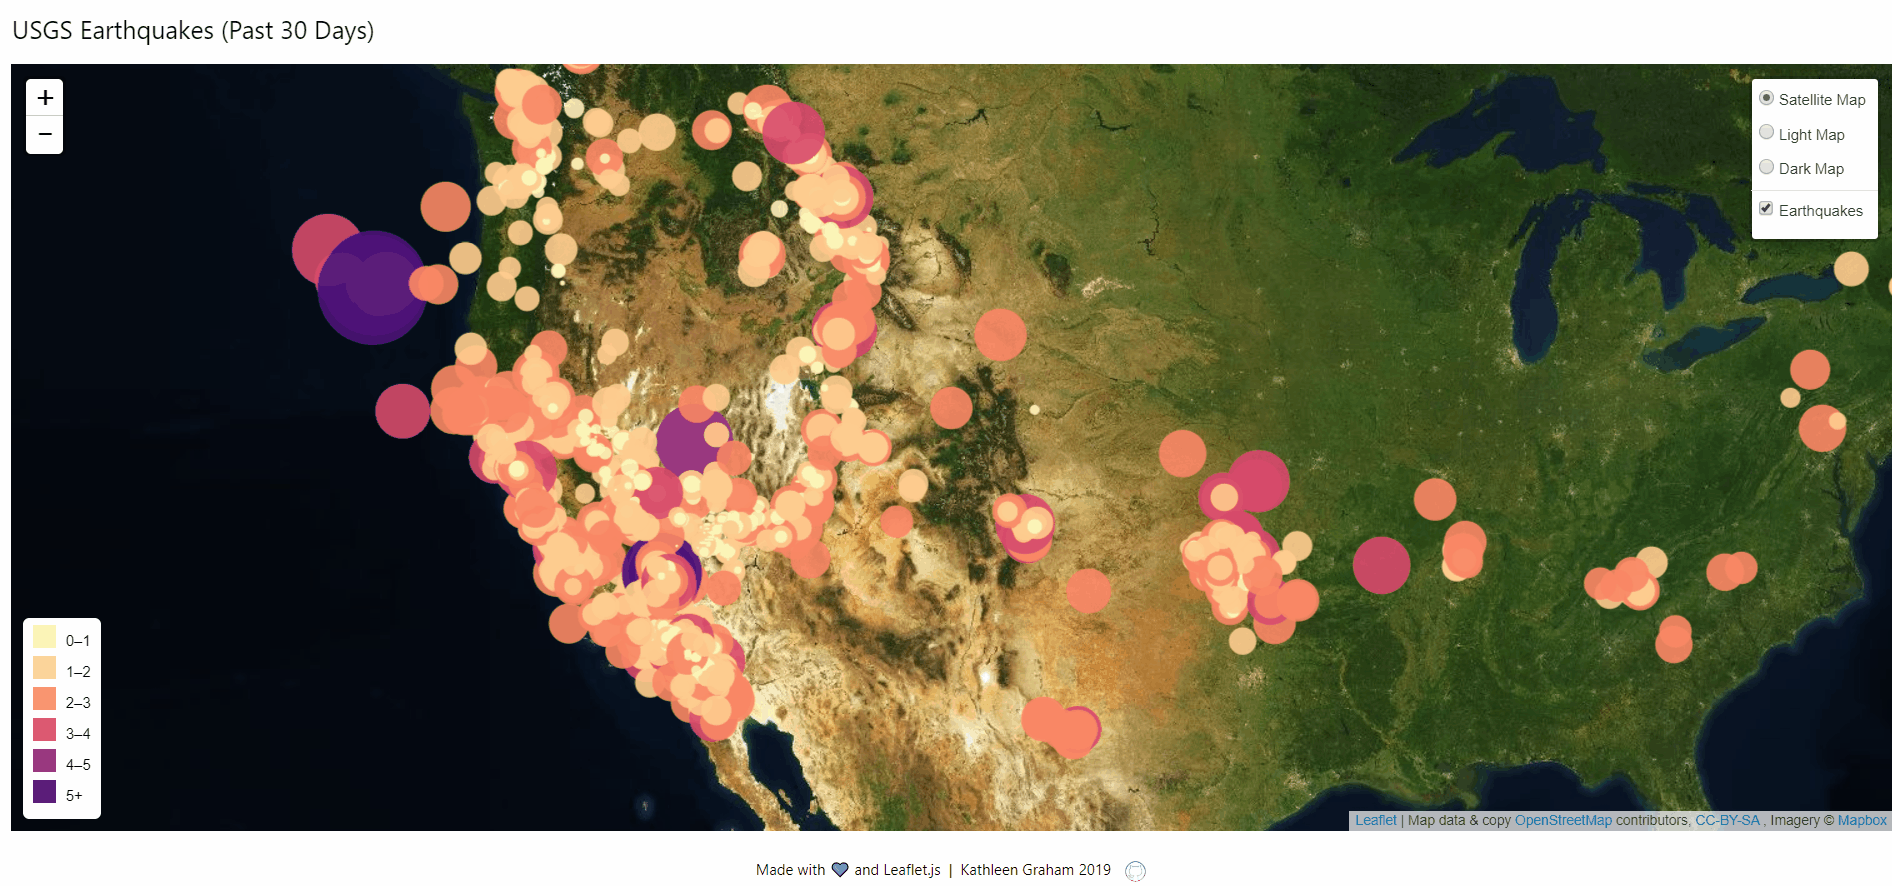 USGS Earthquakes (Past 30 Days)
+
−
Satellite Map
Light Map
Dark Map
Earthquakes
0–1
1–2
2–3
3–4
4–5
5+
Leaflet | Map data & copy OpenStreetMap contributors, CC-BY-SA , Imagery © Mapbox
Made with 💙 and Leaflet.js | Kathleen Graham 2019